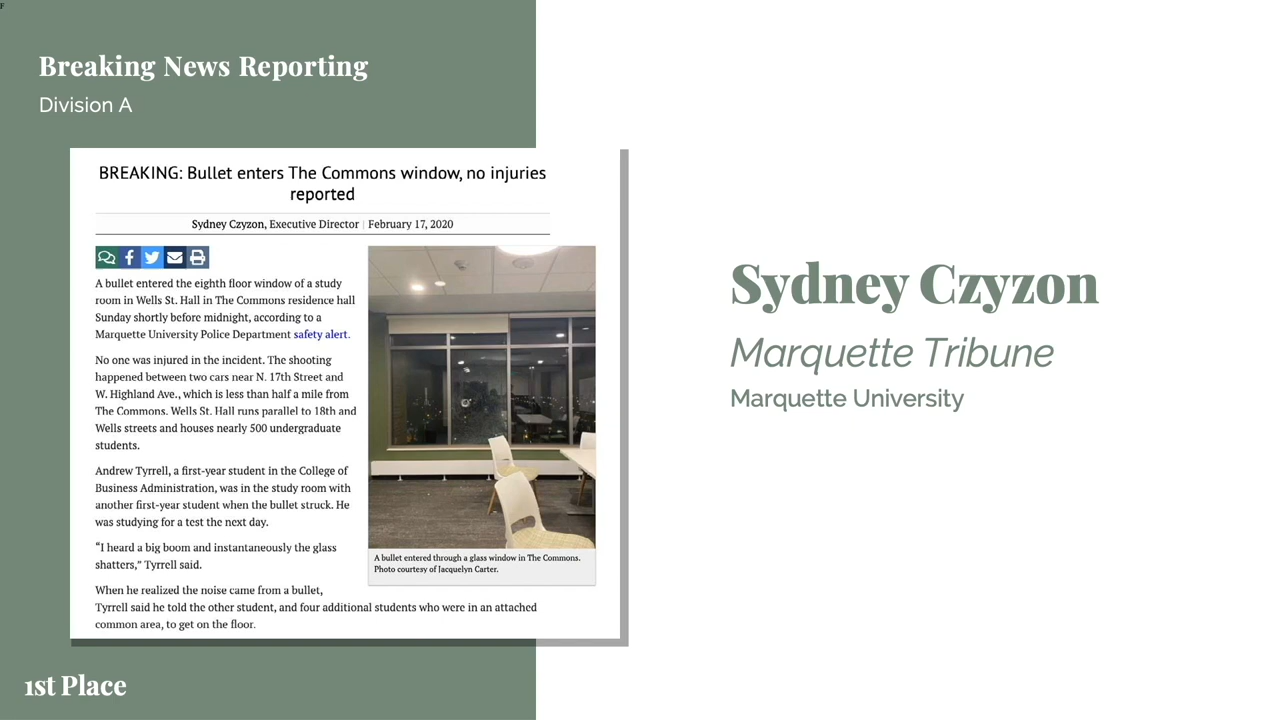 F
Breaking News Reporting
Division A
BREAKING: Bullet enters The Commons window, no injuries
reported
Sydney Czyzon, Executive Director | February 17, 2020
A bullet entered the eighth floor window of a study
room in Wells St. Hall in The Commons residence hall
Sunday shortly before midnight, according to a
Marquette University Police Department safety alert.
No one was injured in the incident. The shooting
happened between two cars near N. 17th Street and
W. Highland Ave., which is less than half a mile from
The Commons. Wells St. Hall runs parallel to 18th and
Wells streets and houses nearly 500 undergraduate
students.
Andrew Tyrrell, a first-year student in the College of
Business Administration, was in the study room with
another first-year student when the bullet struck. He
was studying for a test the next day.
“I heard a big boom and instantaneously the glass
shatters,” Tyrrell said.
When he realized the noise came from a bullet,
Tyrrell said he told the other student, and four additional students who were in an attached
common area, to get on the floor.
A bullet entered through a glass window in The Commons.
Photo courtesy of Jacquelyn Carter.
1st Place
Sydney Czyzon
Marquette Tribune
Marquette University